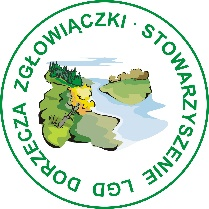 STOWARZYSZENIE LGD DORZECZA ZGŁOWIĄCZKI ·